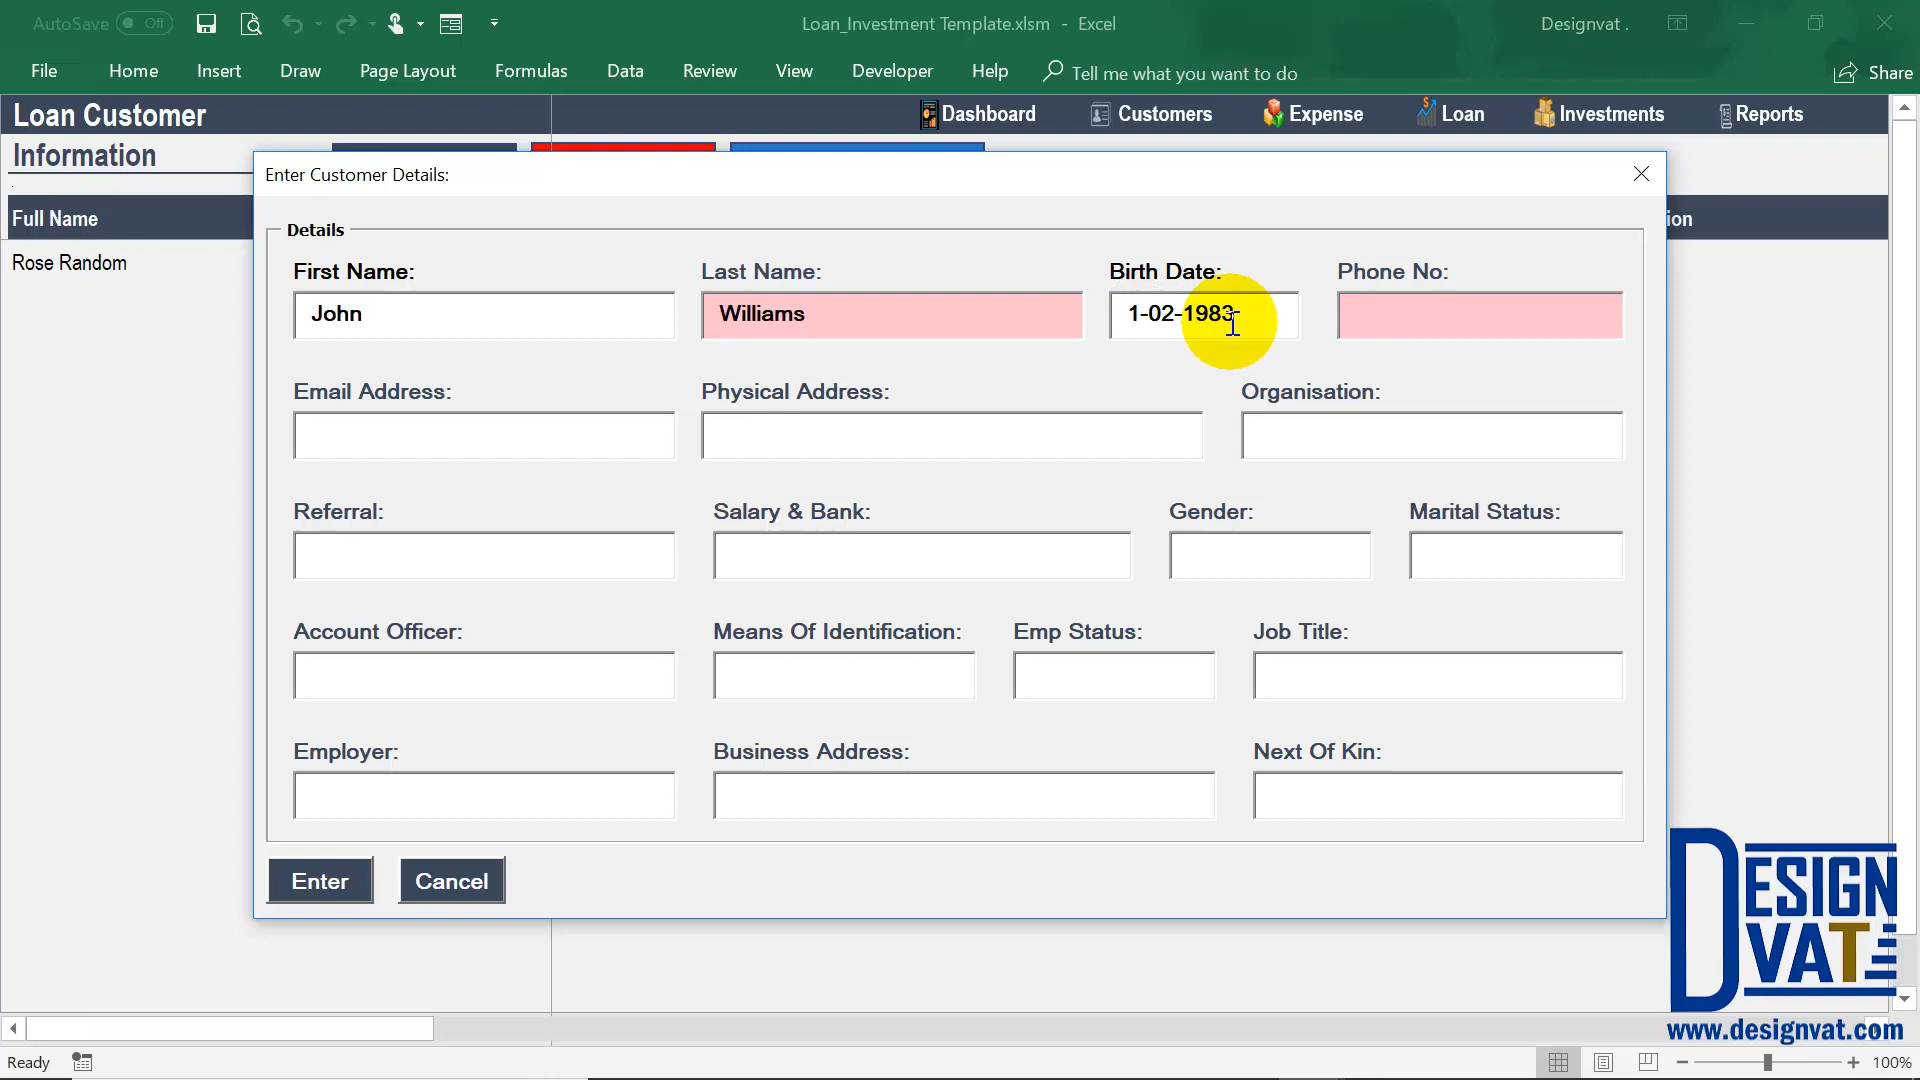 AutoSave Off
Loan_Investment Template.xlsm - Excel
Designvat .
File Home Insert Draw Page Layout Formulas Data Review View Developer Help Tell me what you want to do Share
Loan Customer
Dashboard Customers Expense Loan Investments Reports
Information
Enter Customer Details:
Full Name
ion
Details
Rose Random
First Name: Last Name: Birth Date: Phone No:
John Williams 1-02-1983
Email Address: Physical Address: Organisation:
Referral: Salary & Bank: Gender: Marital Status:
Account Officer: Means Of Identification: Emp Status: Job Title:
Employer: Business Address: Next Of Kin:
Enter Cancel
DESIGN
VAT
www.designvat.com
Ready
100%